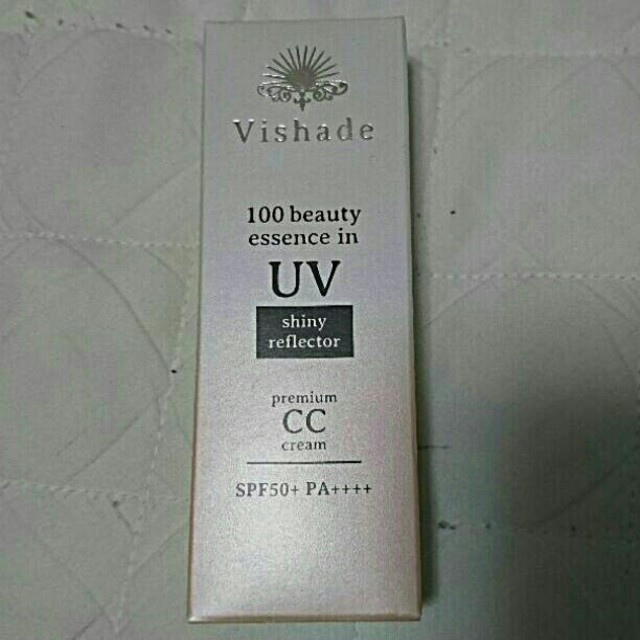 Vishade
100 beauty
essence in
UV
shiny
reflector
premium
CC
cream
SPF50+ PA++++